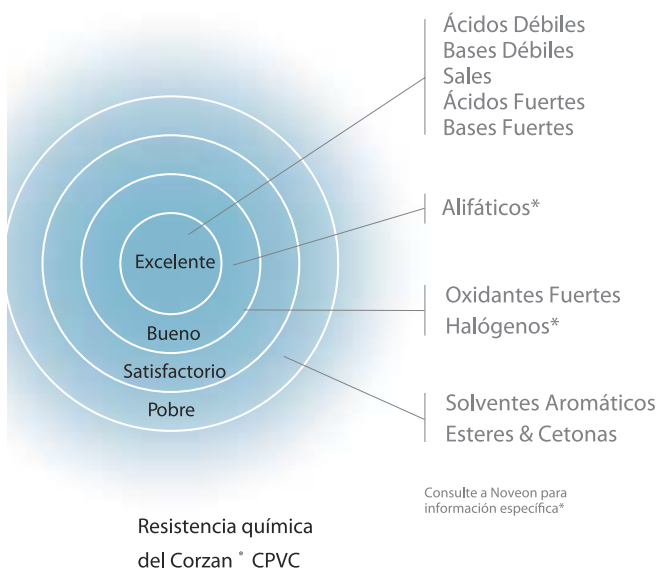 Ácidos Débiles
Bases Débiles
Sales
Ácidos Fuertes
Bases Fuertes
Alifáticos*
Excelente
Oxidantes Fuertes
Halógenos*
Bueno
Satisfactorio
Pobre
Solventes Aromáticos
Esteres & Cetonas
Consulte a Noveon para
información específica*
Resistencia química
del Corzan ® CPVC